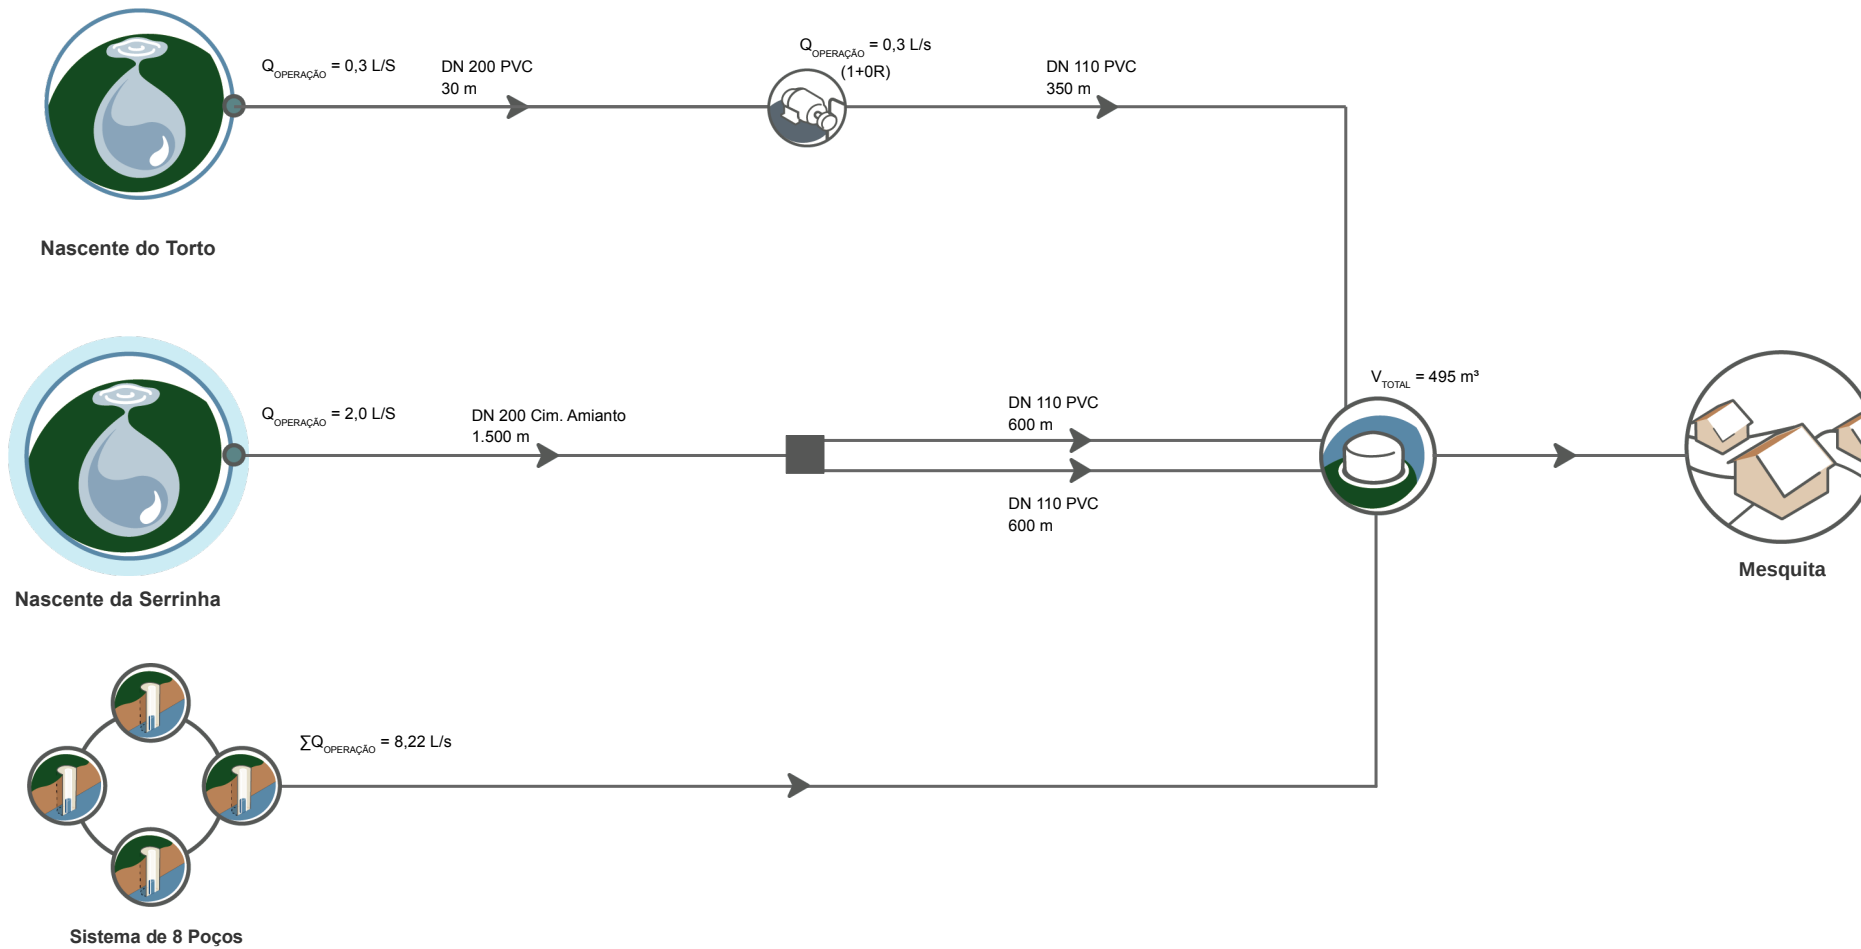 Q OPERAÇÃO = 0,3 L/S
DN 200 PVC
30 m
Q OPERAÇÃO = 0,3 L/s
(1+0R)
DN 110 PVC
350 m
Nascente do Torto
Q OPERAÇÃO = 2,0 L/S
DN 200 Cim. Amianto
1.500 m
DN 110 PVC
600 m
DN 110 PVC
600 m
V TOTAL = 495 m³
Mesquita
Nascente da Serrinha
∑Q OPERAÇÃO = 8,22 L/s
Sistema de 8 Poços